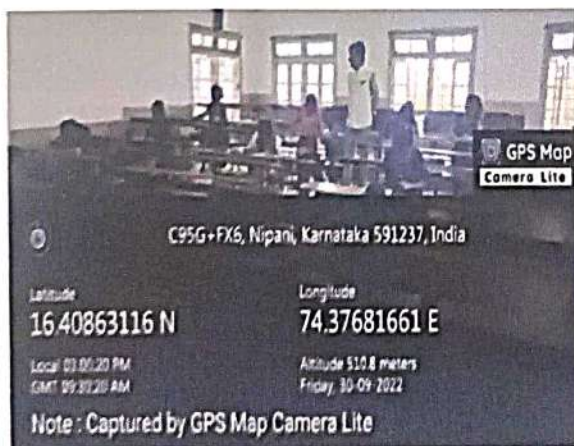 GPS Map
Camera Lite
C95G+FX6, Nipani, Karnataka 591237, India
Latitude
16.40863116 N
Longitude
74.37681661 E
Local 03:00:20 PM
GMT 09:30:20 AM
Altitude 510.8 meters
Friday, 30-09-2022
Note : Captured by GPS Map Camera Lite